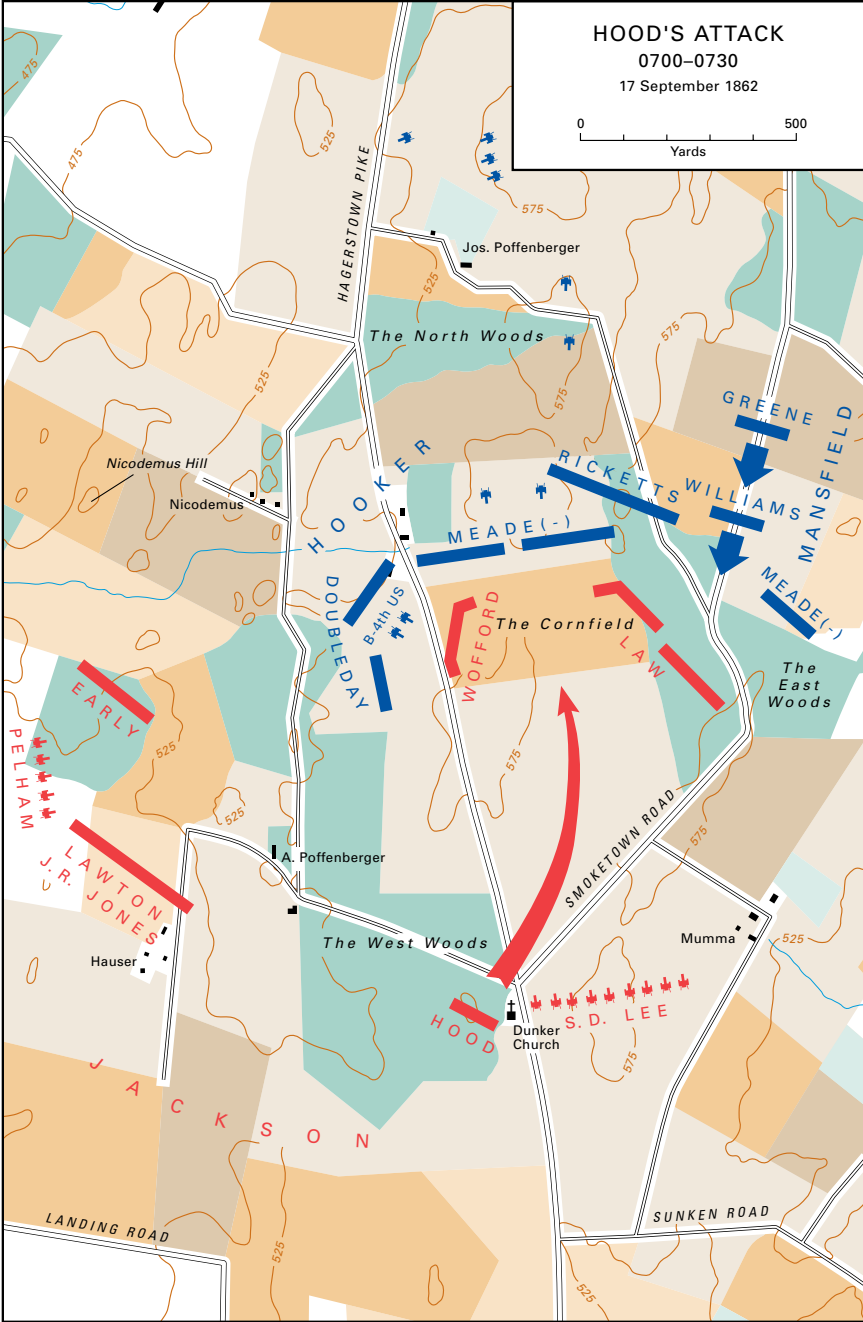 HOOD'S ATTACK
0700–0730
17 September 1862
0
500
Yards
475
525
475
HAGERSTOWN PIKE
575
Jos. Poffenberger
525
The North Woods
575
525
575
GREENE
MANSFIELD
Nicodemus Hill
Nicodemus
HOOKER
RICKETTS
WILLIAMS
MEADE(-)
MEADE(-)
DOUBLEDAY
B-4th US
WOFFORD
The Cornfield
LAW
The
East
Woods
EARLY
PELHAM
525
575
525
SMOKETOWN ROAD
575
A. Poffenberger
LAWTON
J.R. JONES
Hauser
The West Woods
Mumma
525
HOOD
Dunker
Church
S.D. LEE
575
JACKSON
LANDING ROAD
525
SUNKEN ROAD
525